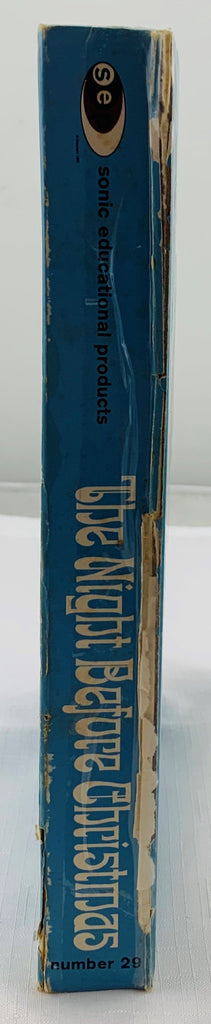 se
sonic educational products
The Night Before Christmas
number 29